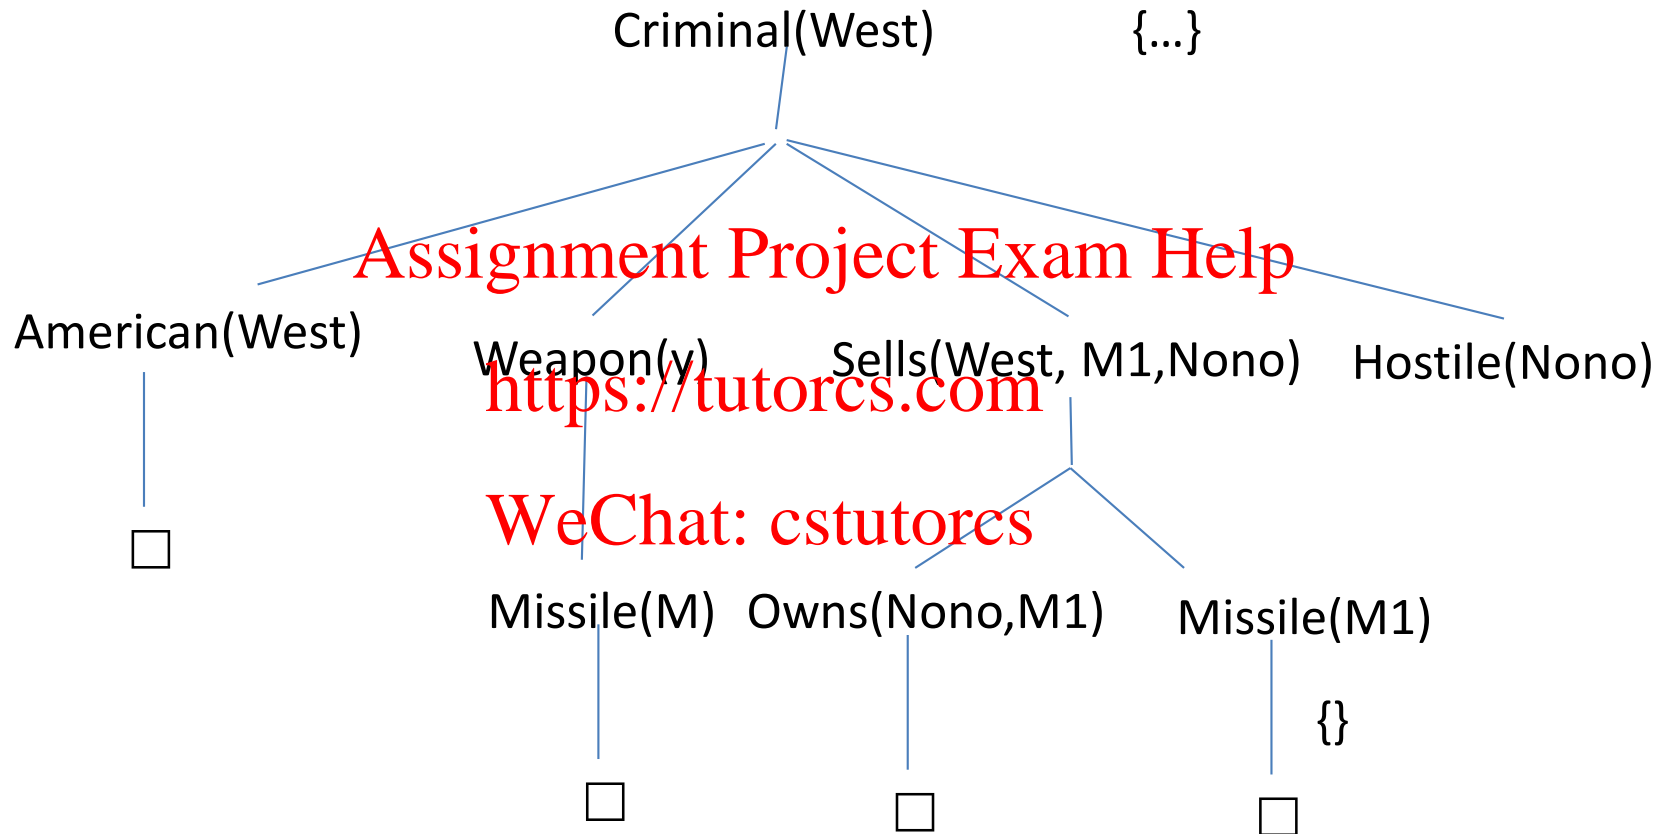 Criminal(West) {...}
Assignment Project Exam Help
American(West) Weapon(y) Sells(West, M1,Nono) Hostile(Nono)
https://tutorcs.com
WeChat: cstutorcs
Missile(M) Owns(Nono,M1) Missile(M1)
{}